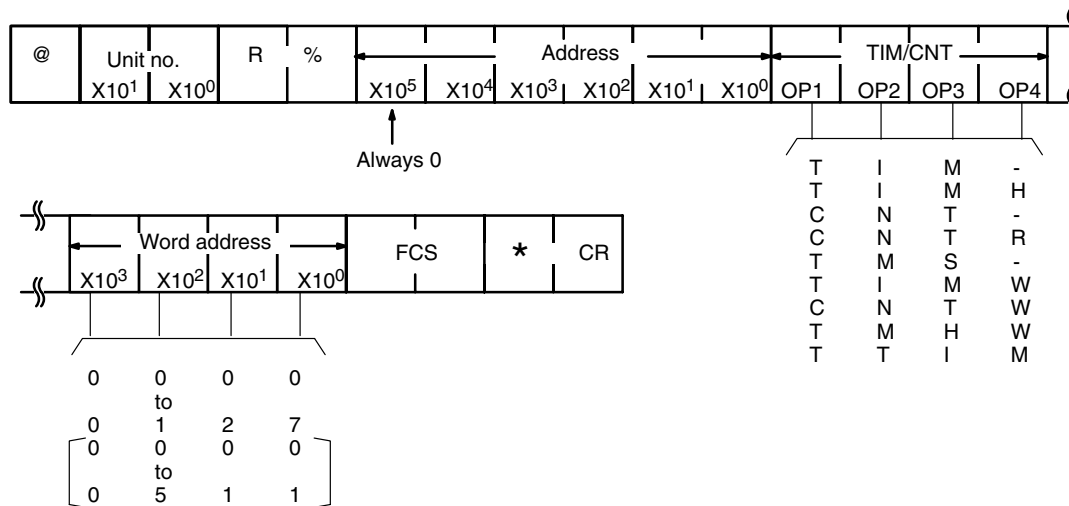 @ Unit no. R % Address TIM/CNT
X10¹ X10⁰ X10⁵ X10⁴ X10³ X10² X10¹ X10⁰ OP1 OP2 OP3 OP4
Always 0
T I M -
T I M H
C N T -
C N T R
T M S -
T I M W
C N T W
T M H W
T T I M
Word address FCS * CR
X10³ X10² X10¹ X10⁰
0 0 0 0
to
0 1 2 7
0 0 0 0
to
0 5 1 1